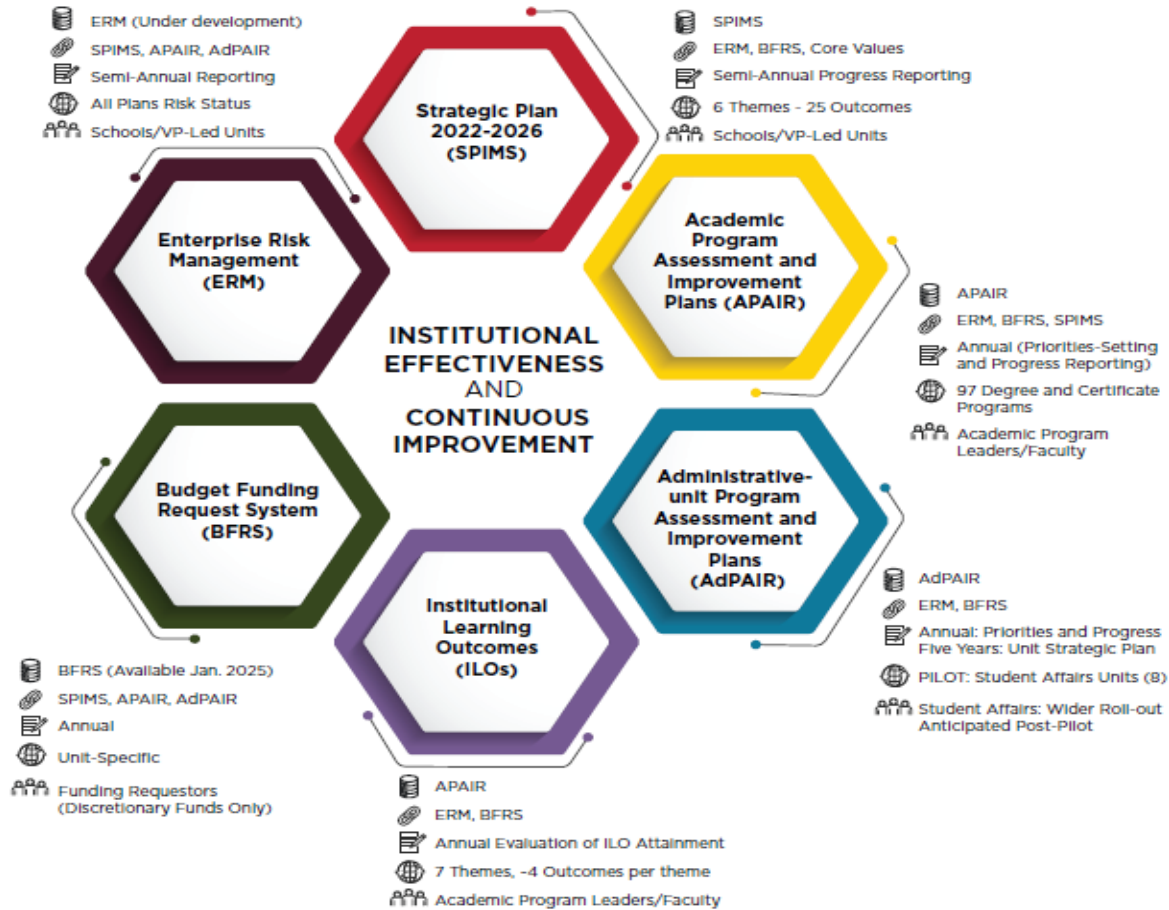 ERM (Under development)
SPIMS, APAIR, AdPAIR
Semi-Annual Reporting
All Plans Risk Status
Schools/VP-Led Units
Strategic Plan
2022-2026
(SPIMS)
SPIMS
ERM, BFRS, Core Values
Semi-Annual Progress Reporting
6 Themes - 25 Outcomes
Schools/VP-Led Units
Enterprise Risk
Management
(ERM)
Academic
Program
Assessment and
Improvement
Plans (APAIR)
APAIR
ERM, BFRS, SPIMS
Annual (Priorities-Setting
and Progress Reporting)
97 Degree and Certificate
Programs
Academic Program
Leaders/Faculty
INSTITUTIONAL
EFFECTIVENESS
AND
CONTINUOUS
IMPROVEMENT
Budget Funding
Request System
(BFRS)
Administrative-
unit Program
Assessment and
Improvement
Plans
(AdPAIR)
AdPAIR
ERM, BFRS
Annual: Priorities and Progress
Five Years: Unit Strategic Plan
PILOT: Student Affairs Units (8)
Student Affairs: Wider Roll-out
Anticipated Post-Pilot
Institutional
Learning
Outcomes
(ILOs)
BFRS (Available Jan. 2025)
SPIMS, APAIR, AdPAIR
Annual
Unit-Specific
Funding Requestors
(Discretionary Funds Only)
APAIR
ERM, BFRS
Annual Evaluation of ILO Attainment
7 Themes, ~4 Outcomes per theme
Academic Program Leaders/Faculty